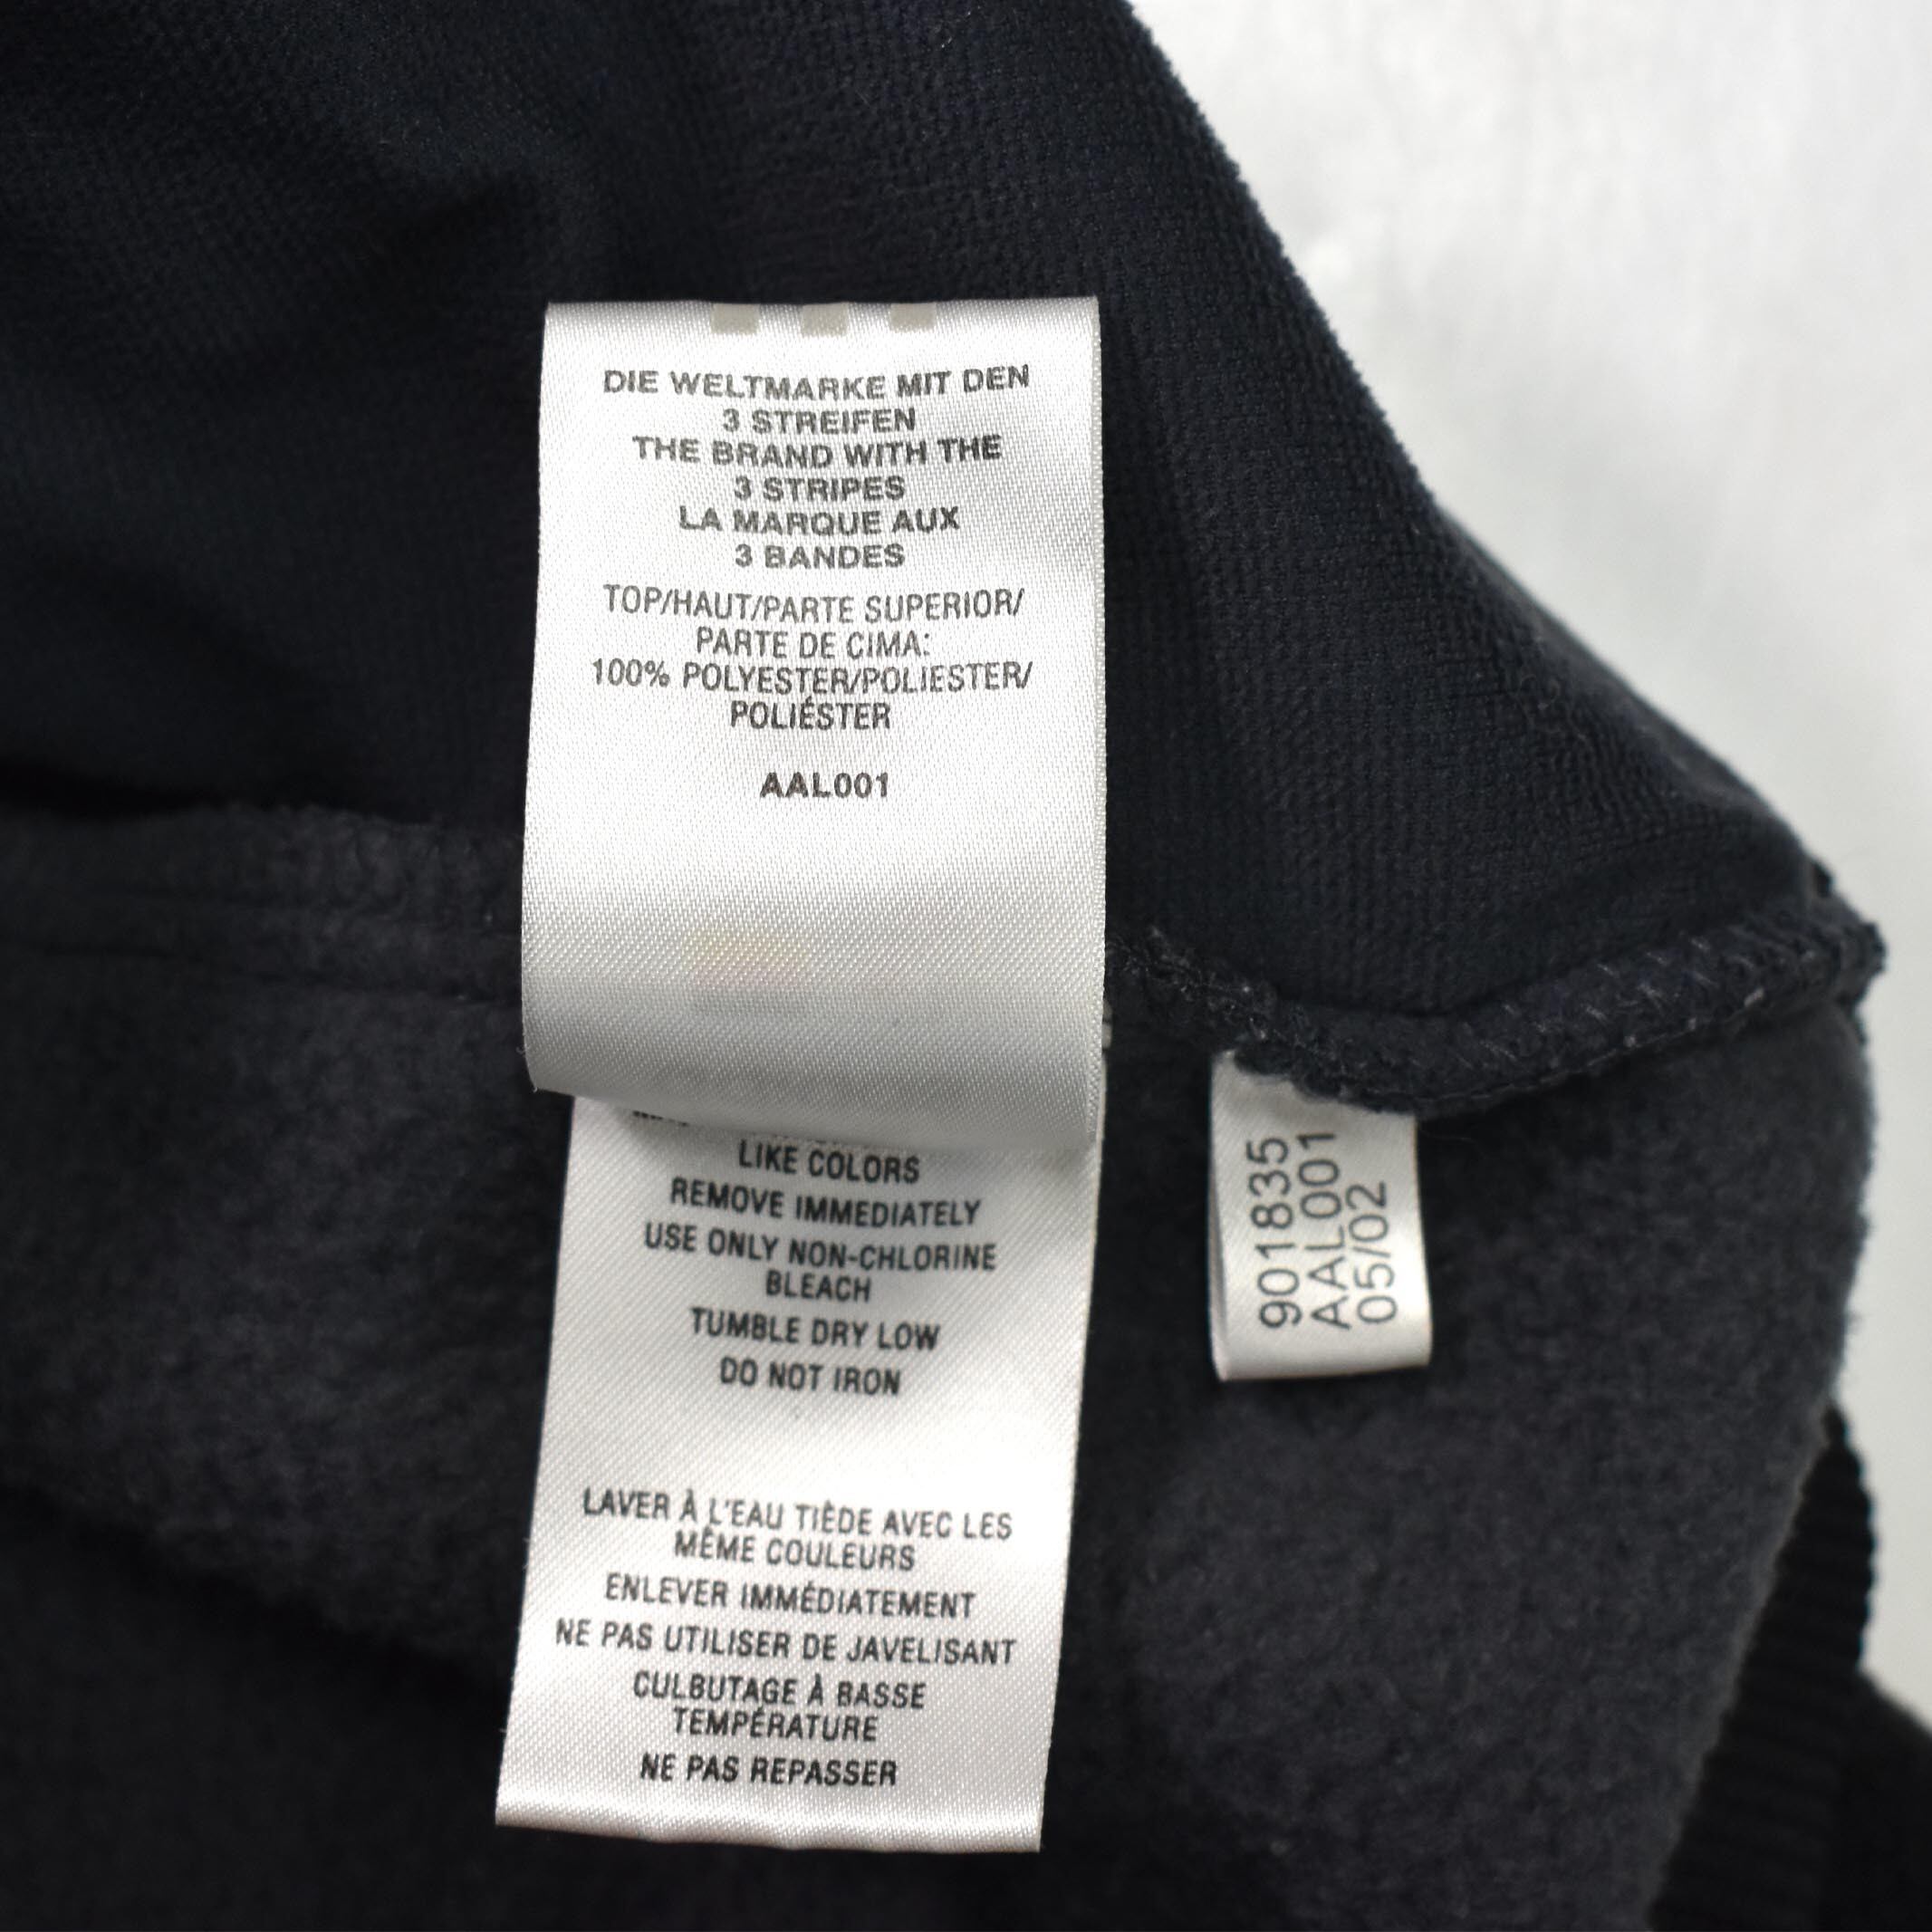 DIE WELTMARKE MIT DEN
3 STREIFEN
THE BRAND WITH THE
3 STRIPES
LA MARQUE AUX
3 BANDES
TOP/HAUT/PARTE SUPERIOR/
PARTE DE CIMA:
100% POLYESTER/POLIESTER/
POLIÉSTER
AAL001
LIKE COLORS
REMOVE IMMEDIATELY
USE ONLY NON-CHLORINE
BLEACH
TUMBLE DRY LOW
DO NOT IRON
LAVER À L'EAU TIÈDE AVEC LES
MÊME COULEURS
ENLEVER IMMÉDIATEMENT
NE PAS UTILISER DE JAVELISANT
CULBUTAGE À BASSE
TEMPÉRATURE
NE PAS REPASSER
901835
AAL001
05/02